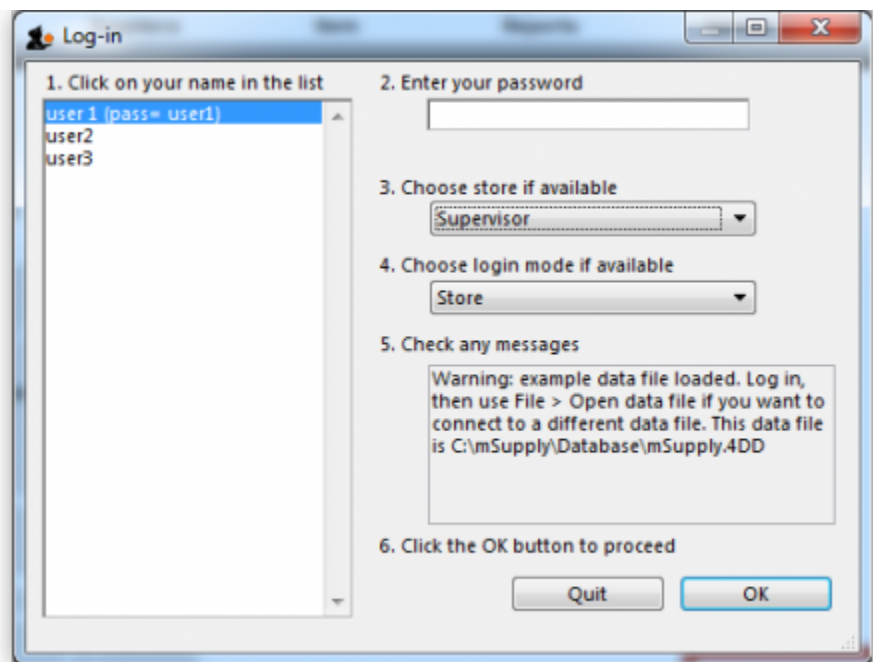 Log-in
1. Click on your name in the list
user 1 (pass= user1)
user2
user3
2. Enter your password
3. Choose store if available
Supervisor
4. Choose login mode if available
Store
5. Check any messages
Warning: example data file loaded. Log in,
then use File > Open data file if you want to
connect to a different data file. This data file
is C:\mSupply\Database\mSupply.4DD
6. Click the OK button to proceed
Quit
OK